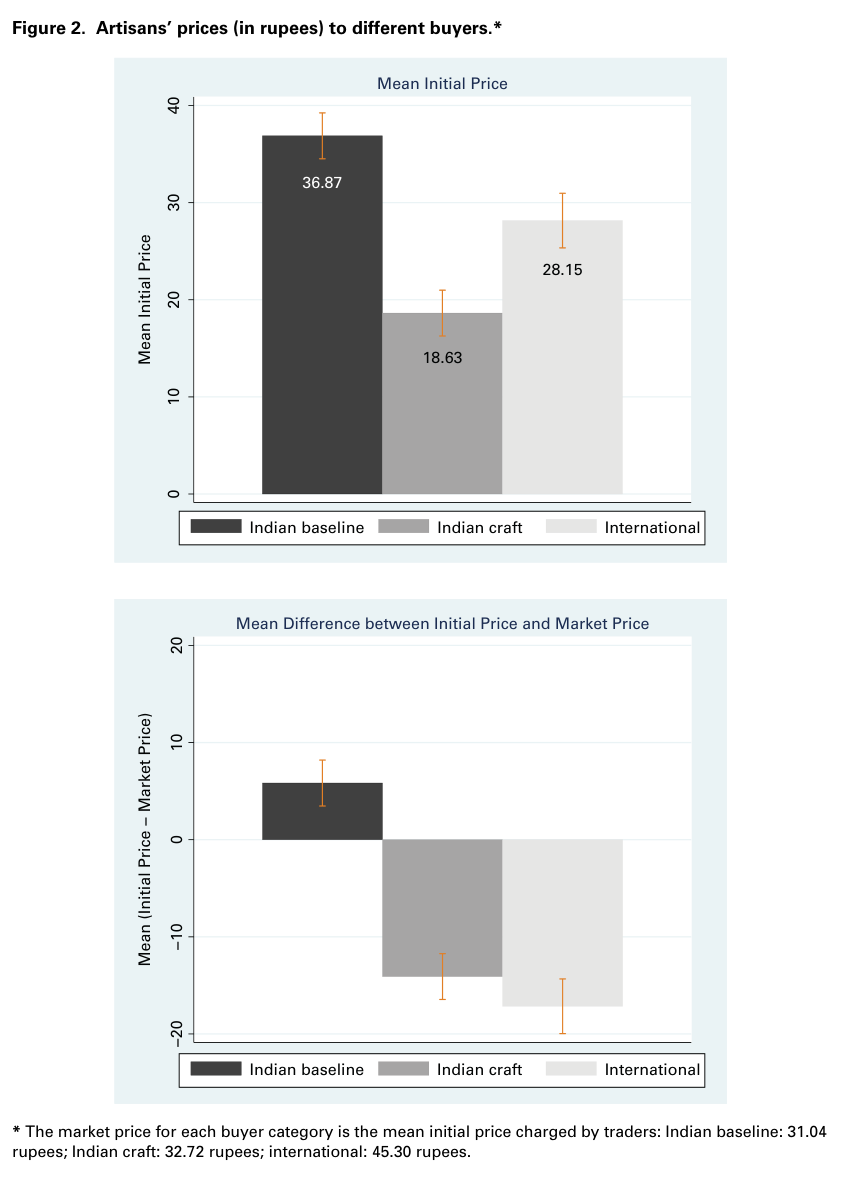 Figure 2.  Artisans’ prices (in rupees) to different buyers.*
Mean Initial Price
Mean Initial Price
40
30
20
10
0
36.87
18.63
28.15
Indian baseline
Indian craft
International
Mean Difference between Initial Price and Market Price
Mean (Initial Price – Market Price)
20
10
0
–10
–20
Indian baseline
Indian craft
International
* The market price for each buyer category is the mean initial price charged by traders: Indian baseline: 31.04
rupees; Indian craft: 32.72 rupees; international: 45.30 rupees.